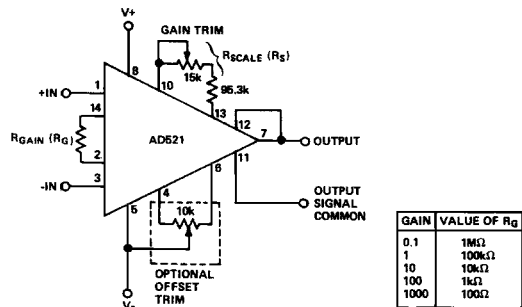 V+
GAIN TRIM
RSCALE (RS)
15k
95.3k
8
10
+IN
1
14
RGAIN (RG)
2
-IN
3
AD521
13
12
7
OUTPUT
11
6
4
5
10k
OUTPUT
SIGNAL
COMMON
OPTIONAL
OFFSET
TRIM
V-
GAIN VALUE OF RG
0.1 1MΩ
1 100kΩ
10 10kΩ
100 1kΩ
1000 100Ω